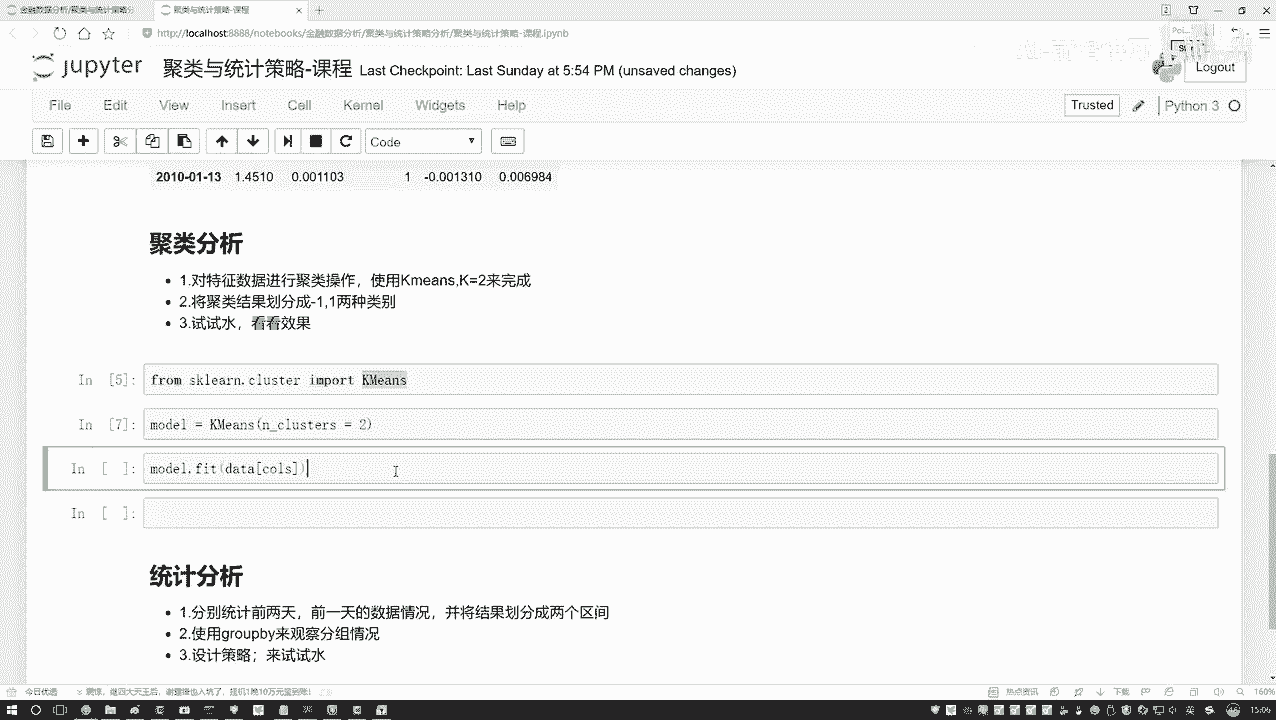 金融数据分析/聚类与统计策略分
聚类与统计策略-课程
http://localhost:8888/notebooks/金融数据分析/聚类与统计策略分析/聚类与统计策略-课程.ipynb
jupyter 聚类与统计策略-课程 Last Checkpoint: Last Sunday at 5:54 PM (unsaved changes)
Logout
File Edit View Insert Cell Kernel Widgets Help
Trusted
Python 3
Code
2010-01-13 1.4510 0.001103 1 -0.001310 0.006984
聚类分析
1.对特征数据进行聚类操作，使用Kmeans,K=2来完成
2.将聚类结果划分成-1,1两种类别
3.试试水，看看效果
In [5]: from sklearn.cluster import KMeans
In [7]: model = KMeans(n_clusters = 2)
In [ ]: model.fit(data[cols])
In [ ]:
统计分析
1.分别统计前两天，前一天的数据情况，并将结果划分成两个区间
2.使用groupby来观察分组情况
3.设计策略；来试试水
今日优选
热点资讯
下载
160%
15:06